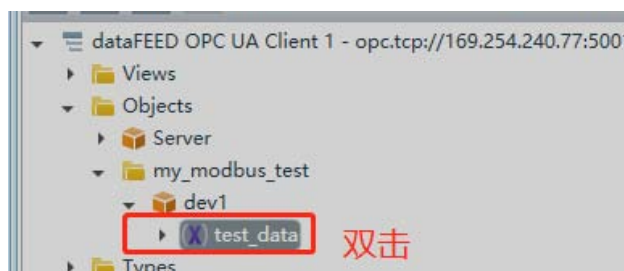 dataFEED OPC UA Client 1 - opc.tcp://169.254.240.77:500
Views
Objects
Server
my_modbus_test
dev1
test_data 双击
Types